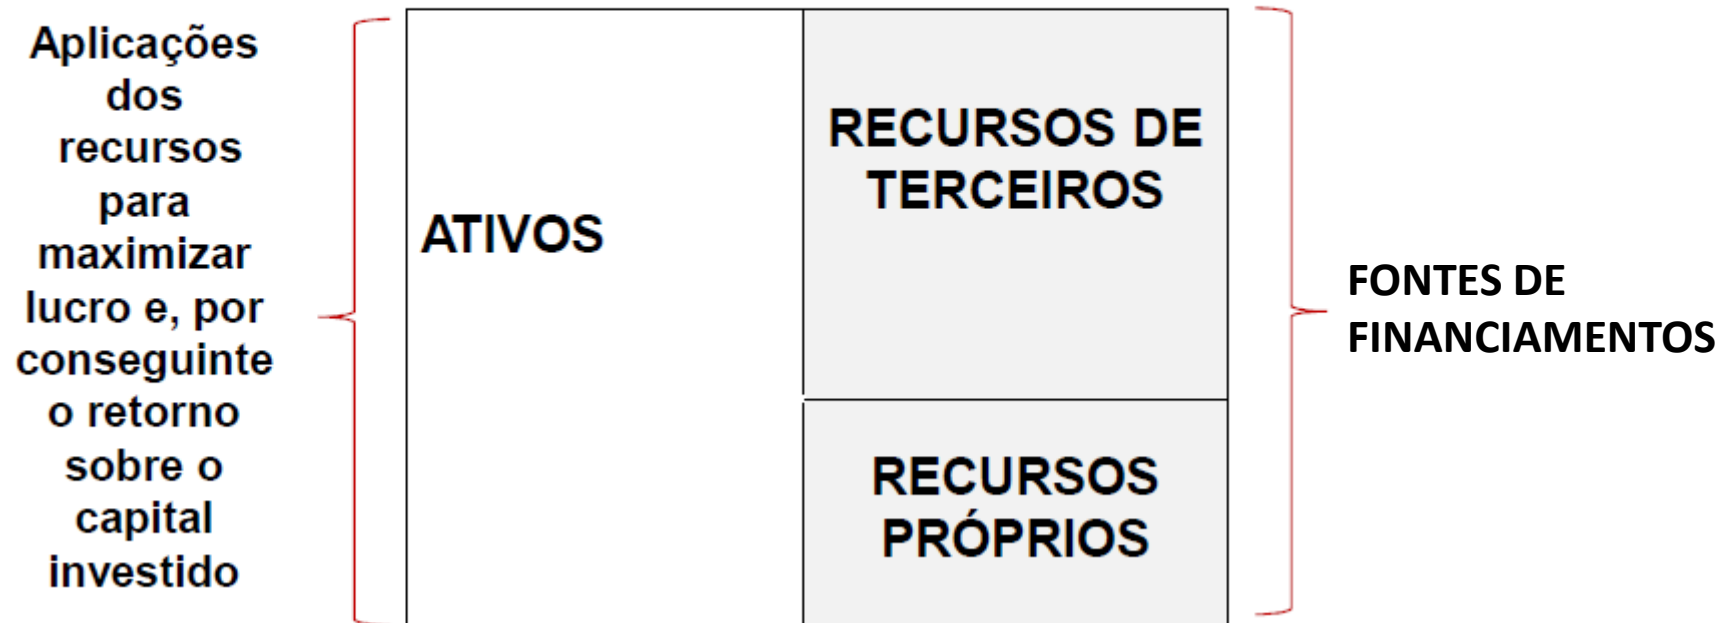 Aplicações
dos
recursos
para
maximizar
lucro e, por
conseguinte
o retorno
sobre o
capital
investido
ATIVOS
RECURSOS DE
TERCEIROS
RECURSOS
PRÓPRIOS
FONTES DE
FINANCIAMENTOS